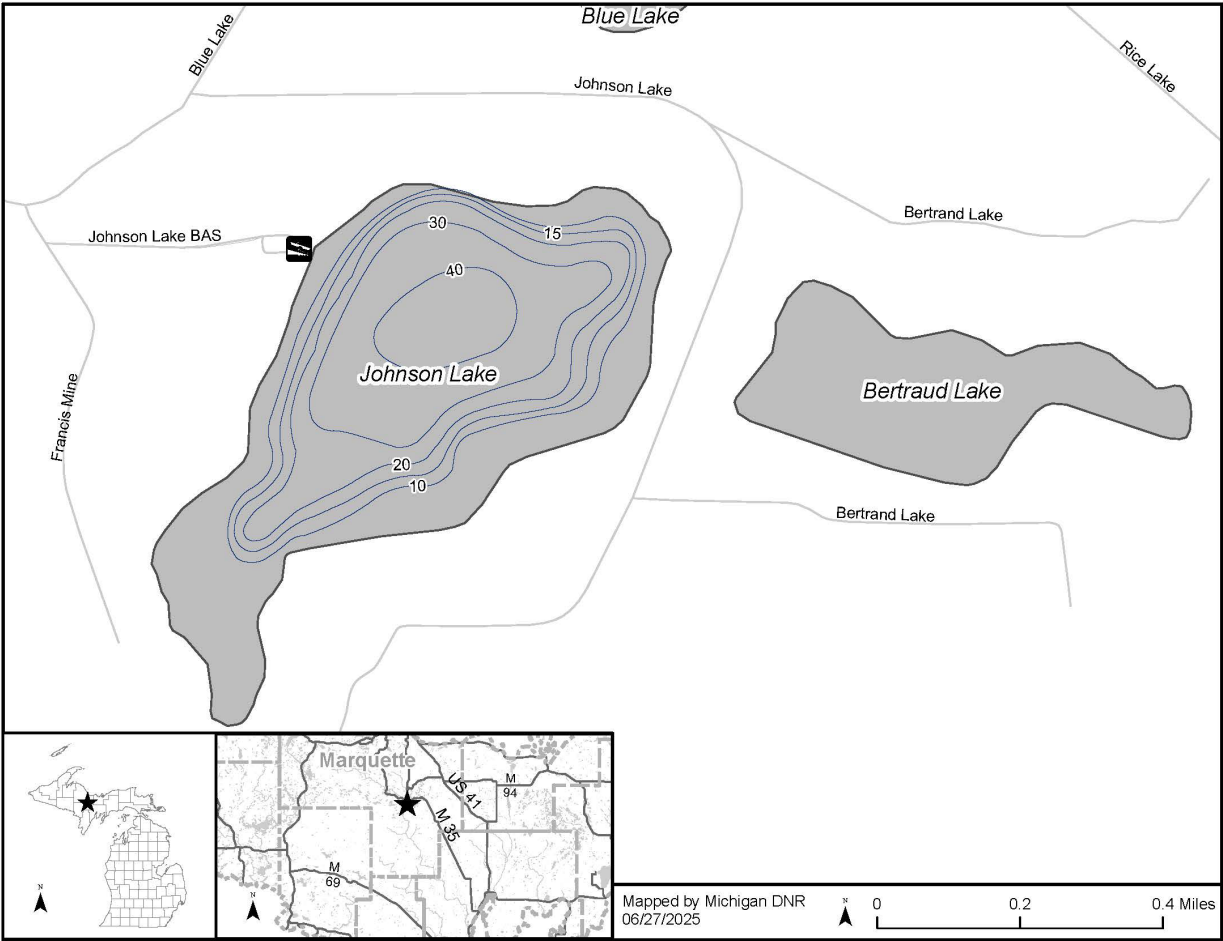 Blue Lake
Blue Lake
Rice Lake
Johnson Lake
Bertrand Lake
Johnson Lake BAS
30
15
40
Johnson Lake
Bertraud Lake
Francis Mine
20
10
Bertrand Lake
Marquette
US 41
M
94
M 35
M
69
N
N
Mapped by Michigan DNR
06/27/2025
N
0
0.2
0.4 Miles